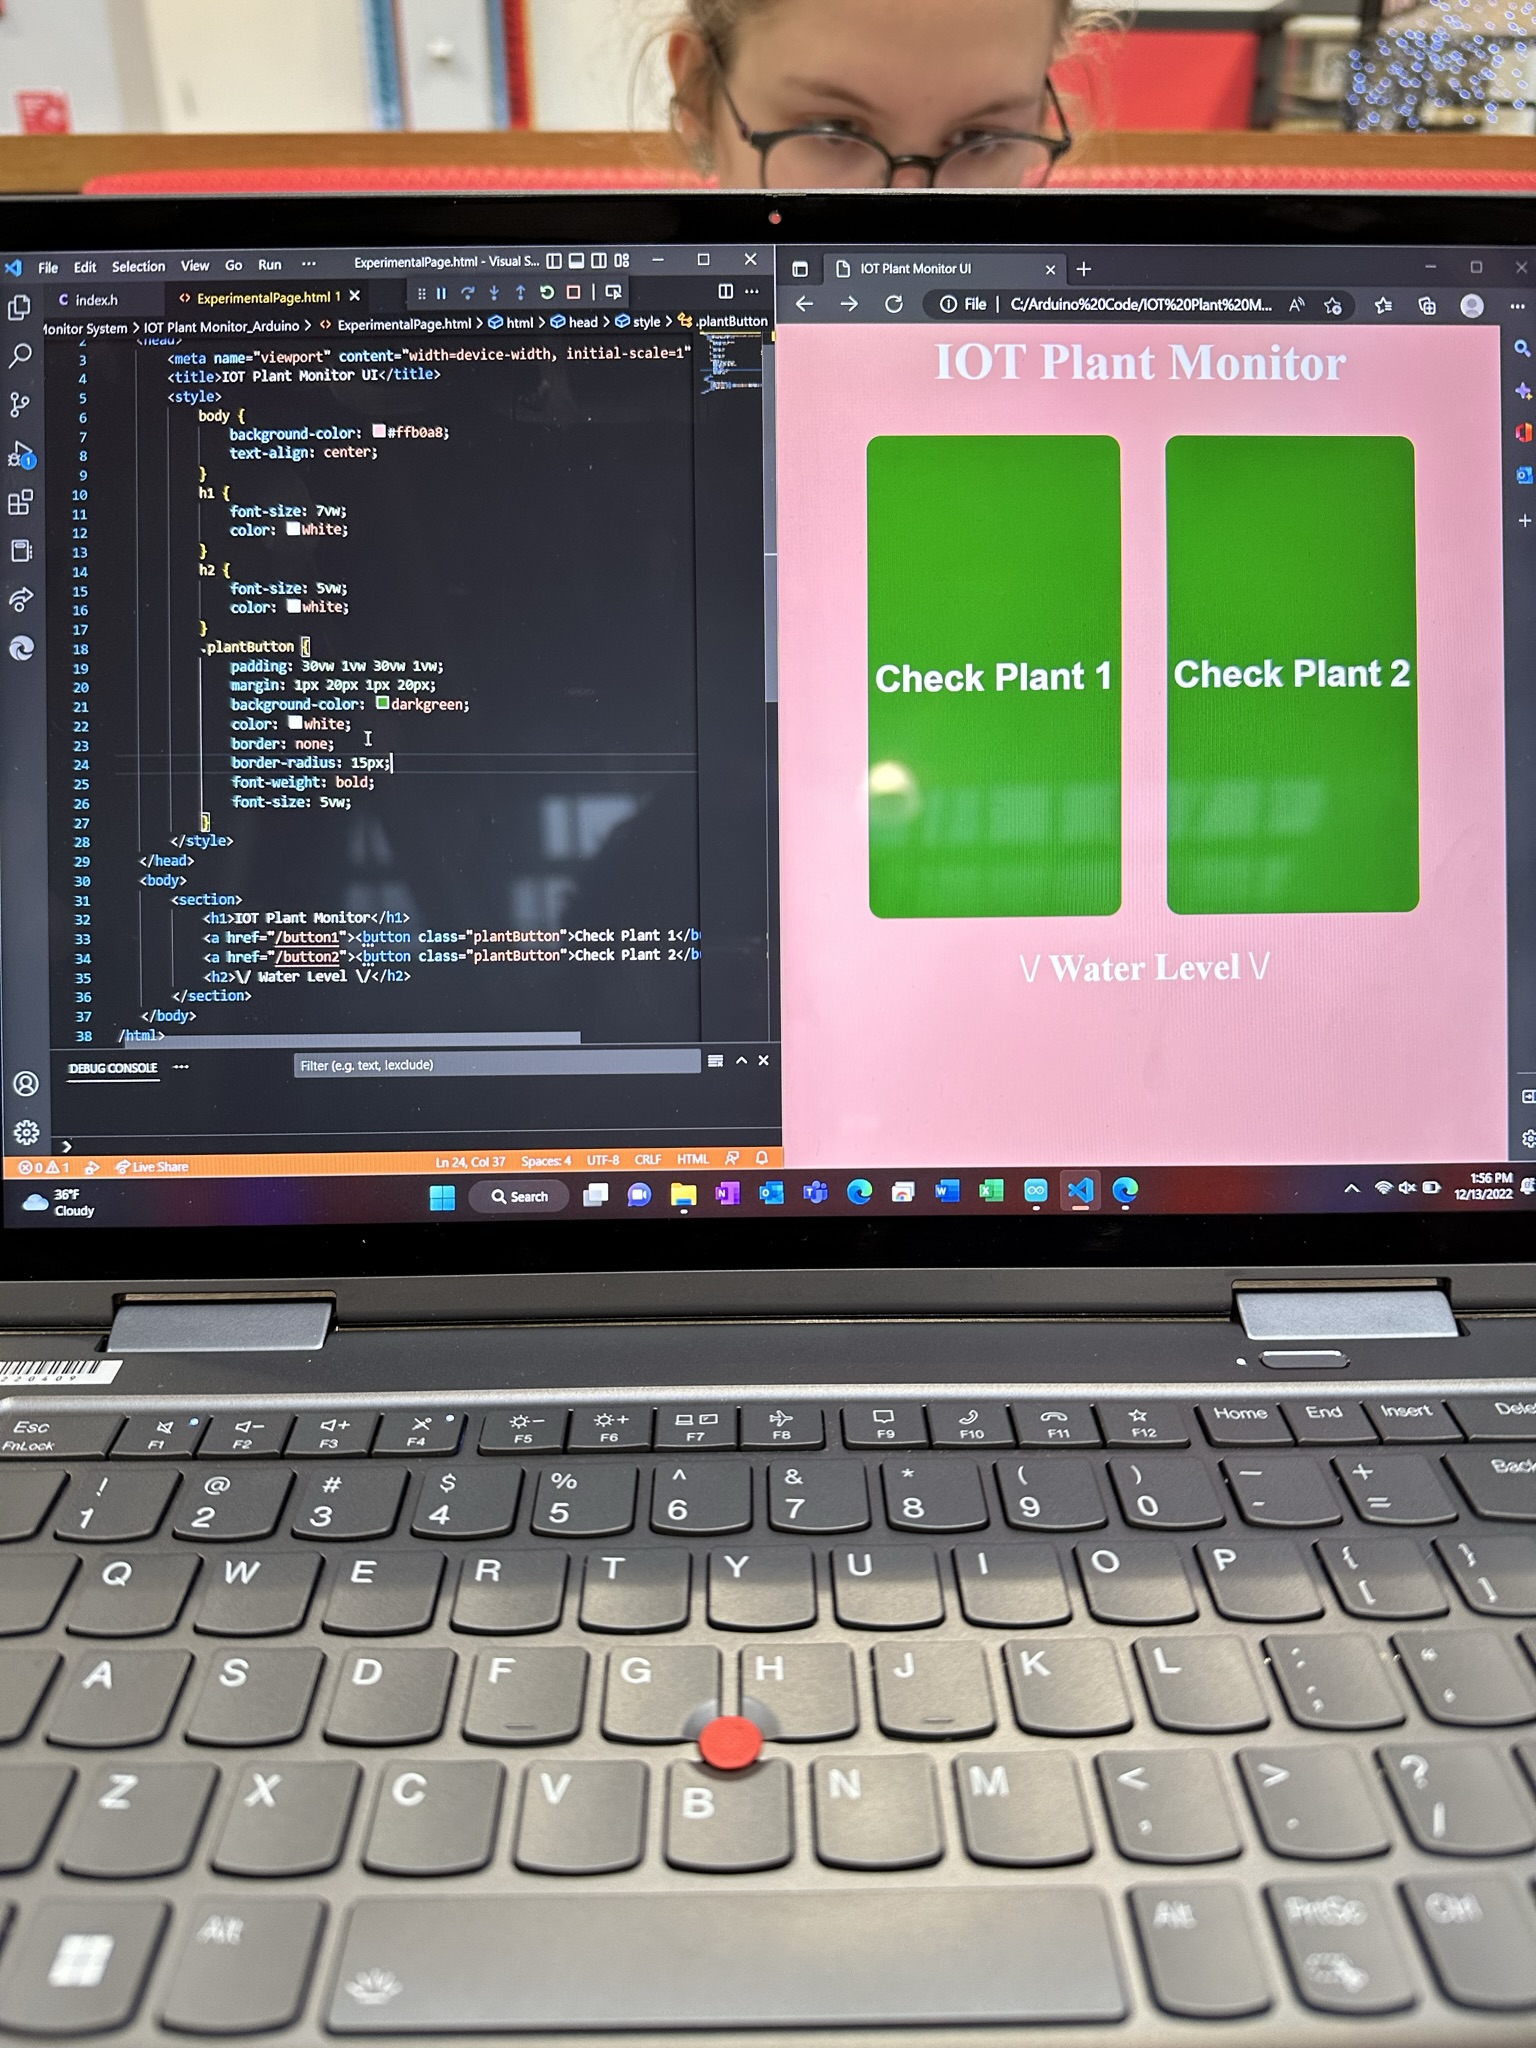 File Edit Selection View Go Run ··· ExperimentalPage.html - Visual S...
index.h
ExperimentalPage.html 1
Monitor System > IOT Plant Monitor_Arduino > ExperimentalPage.html > html > head > style > .plantButton
2 <head>
3 <meta name="viewport" content="width=device-width, initial-scale=1"
4 <title>IOT Plant Monitor UI</title>
5 <style>
6 body {
7 background-color: #ffb0a8;
8 text-align: center;
9 }
10 h1 {
11 font-size: 7vw;
12 color: white;
13 }
14 h2 {
15 font-size: 5vw;
16 color: white;
17 }
18 .plantButton {
19 padding: 30vw 1vw 30vw 1vw;
20 margin: 1px 20px 1px 20px;
21 background-color: darkgreen;
22 color: white;
23 border: none;
24 border-radius: 15px;
25 font-weight: bold;
26 font-size: 5vw;
27 }
28 </style>
29 </head>
30 <body>
31 <section>
32 <h1>IOT Plant Monitor</h1>
33 <a href="/button1"><button class="plantButton">Check Plant 1</bu
34 <a href="/button2"><button class="plantButton">Check Plant 2</bu
35 <h2>\/ Water Level \/</h2>
36 </section>
37 </body>
38 /html>
DEBUG CONSOLE ··· Filter (e.g. text, !exclude)
0 1 Live Share Ln 24, Col 37 Spaces: 4 UTF-8 CRLF HTML
IOT Plant Monitor UI
File | C:/Arduino%20Code/IOT%20Plant%20M...
IOT Plant Monitor
Check Plant 1 Check Plant 2
\/ Water Level \/
36°F
Cloudy
Search
1:56 PM
12/13/2022
220409
Esc F1 F2 F3 F4 F5 F6 F7 F8 F9 F10 F11 F12 Home End Insert Dele
FnLock
! @ # $ % ^ & * ( ) — + Back
1 2 3 4 5 6 7 8 9 0 - =
Q W E R T Y U I O P { }
[ ]
A S D F G H J K L : "
; '
Z X C V B N M < > ?
, . /
Alt Alt PrtSc Ctrl